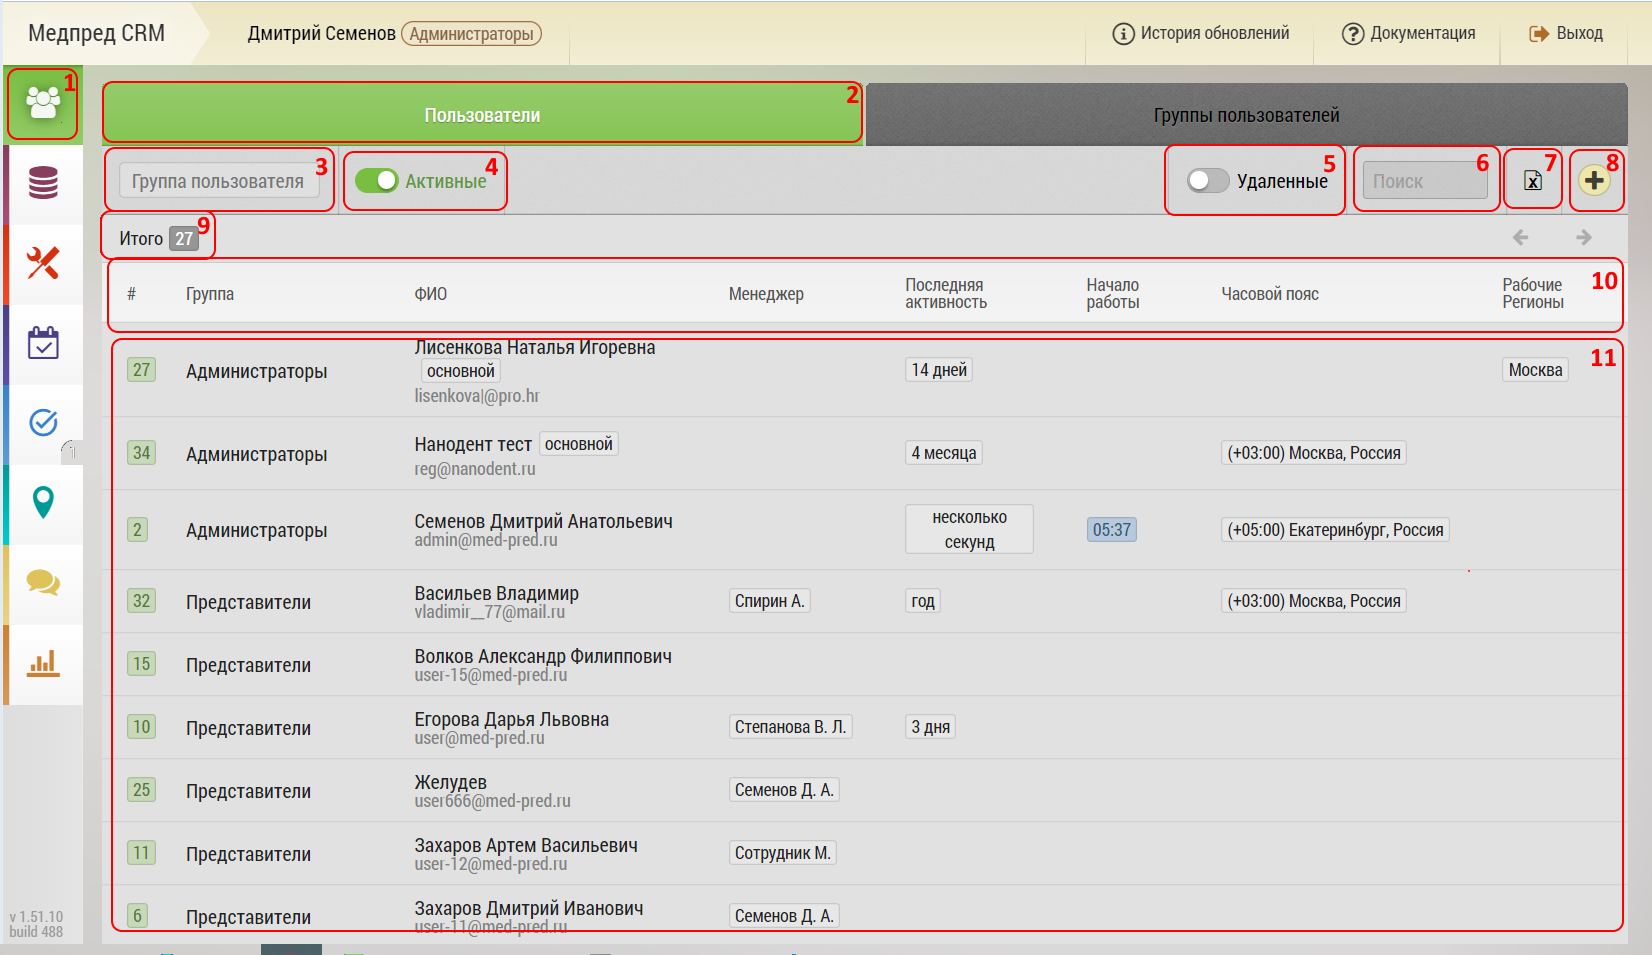 Медпред CRM
Дмитрий Семенов Администраторы
История обновлений
Документация
Выход
1
Пользователи 2
Группы пользователей
Группа пользователя 3
Активные 4
Удаленные 5
Поиск 6
7
8
Итого 27 9
# Группа ФИО Менеджер Последняя активность Начало работы Часовой пояс Рабочие Регионы 10
11
27 Администраторы Лисенкова Наталья Игоревна основной 14 дней Москва
lisenkoval@pro.hr
34 Администраторы Нанодент тест основной 4 месяца (+03:00) Москва, Россия
reg@nanodent.ru
2 Администраторы Семенов Дмитрий Анатольевич несколько секунд 05:37 (+05:00) Екатеринбург, Россия
admin@med-pred.ru
32 Представители Васильев Владимир Спирин А. год (+03:00) Москва, Россия
vladimir__77@mail.ru
15 Представители Волков Александр Филиппович
user-15@med-pred.ru
10 Представители Егорова Дарья Львовна Степанова В. Л. 3 дня
user@med-pred.ru
25 Представители Желудев Семенов Д. А.
user666@med-pred.ru
11 Представители Захаров Артем Васильевич Сотрудник М.
user-12@med-pred.ru
6 Представители Захаров Дмитрий Иванович Семенов Д. А.
user-11@med-pred.ru
v 1.51.10
build 488